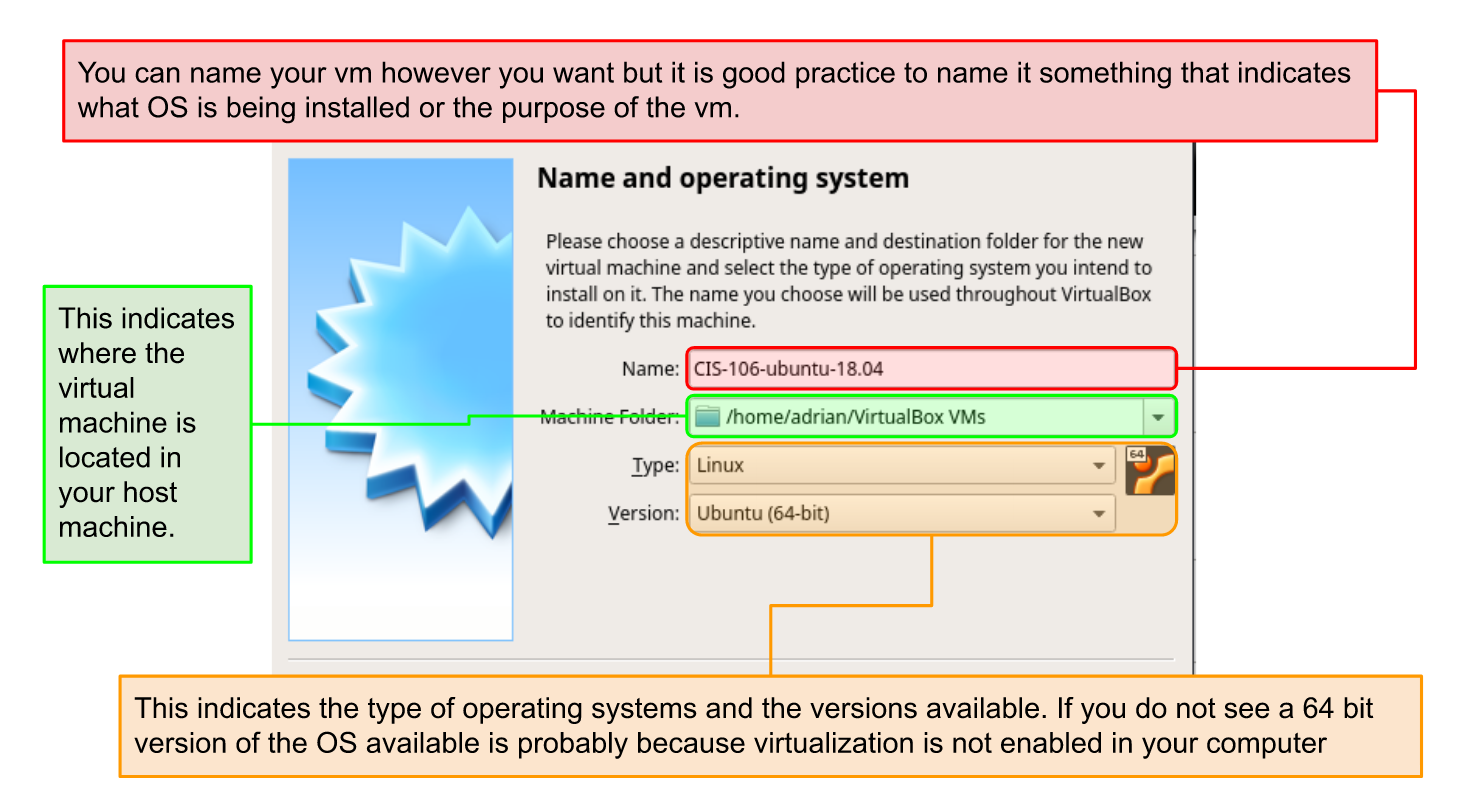 You can name your vm however you want but it is good practice to name it something that indicates
what OS is being installed or the purpose of the vm.
Name and operating system
Please choose a descriptive name and destination folder for the new
virtual machine and select the type of operating system you intend to
install on it. The name you choose will be used throughout VirtualBox
to identify this machine.
This indicates
where the
virtual
machine is
located in
your host
machine.
Name: CIS-106-ubuntu-18.04
Machine Folder: /home/adrian/VirtualBox VMs
Type: Linux
64
Version: Ubuntu (64-bit)
This indicates the type of operating systems and the versions available. If you do not see a 64 bit
version of the OS available is probably because virtualization is not enabled in your computer